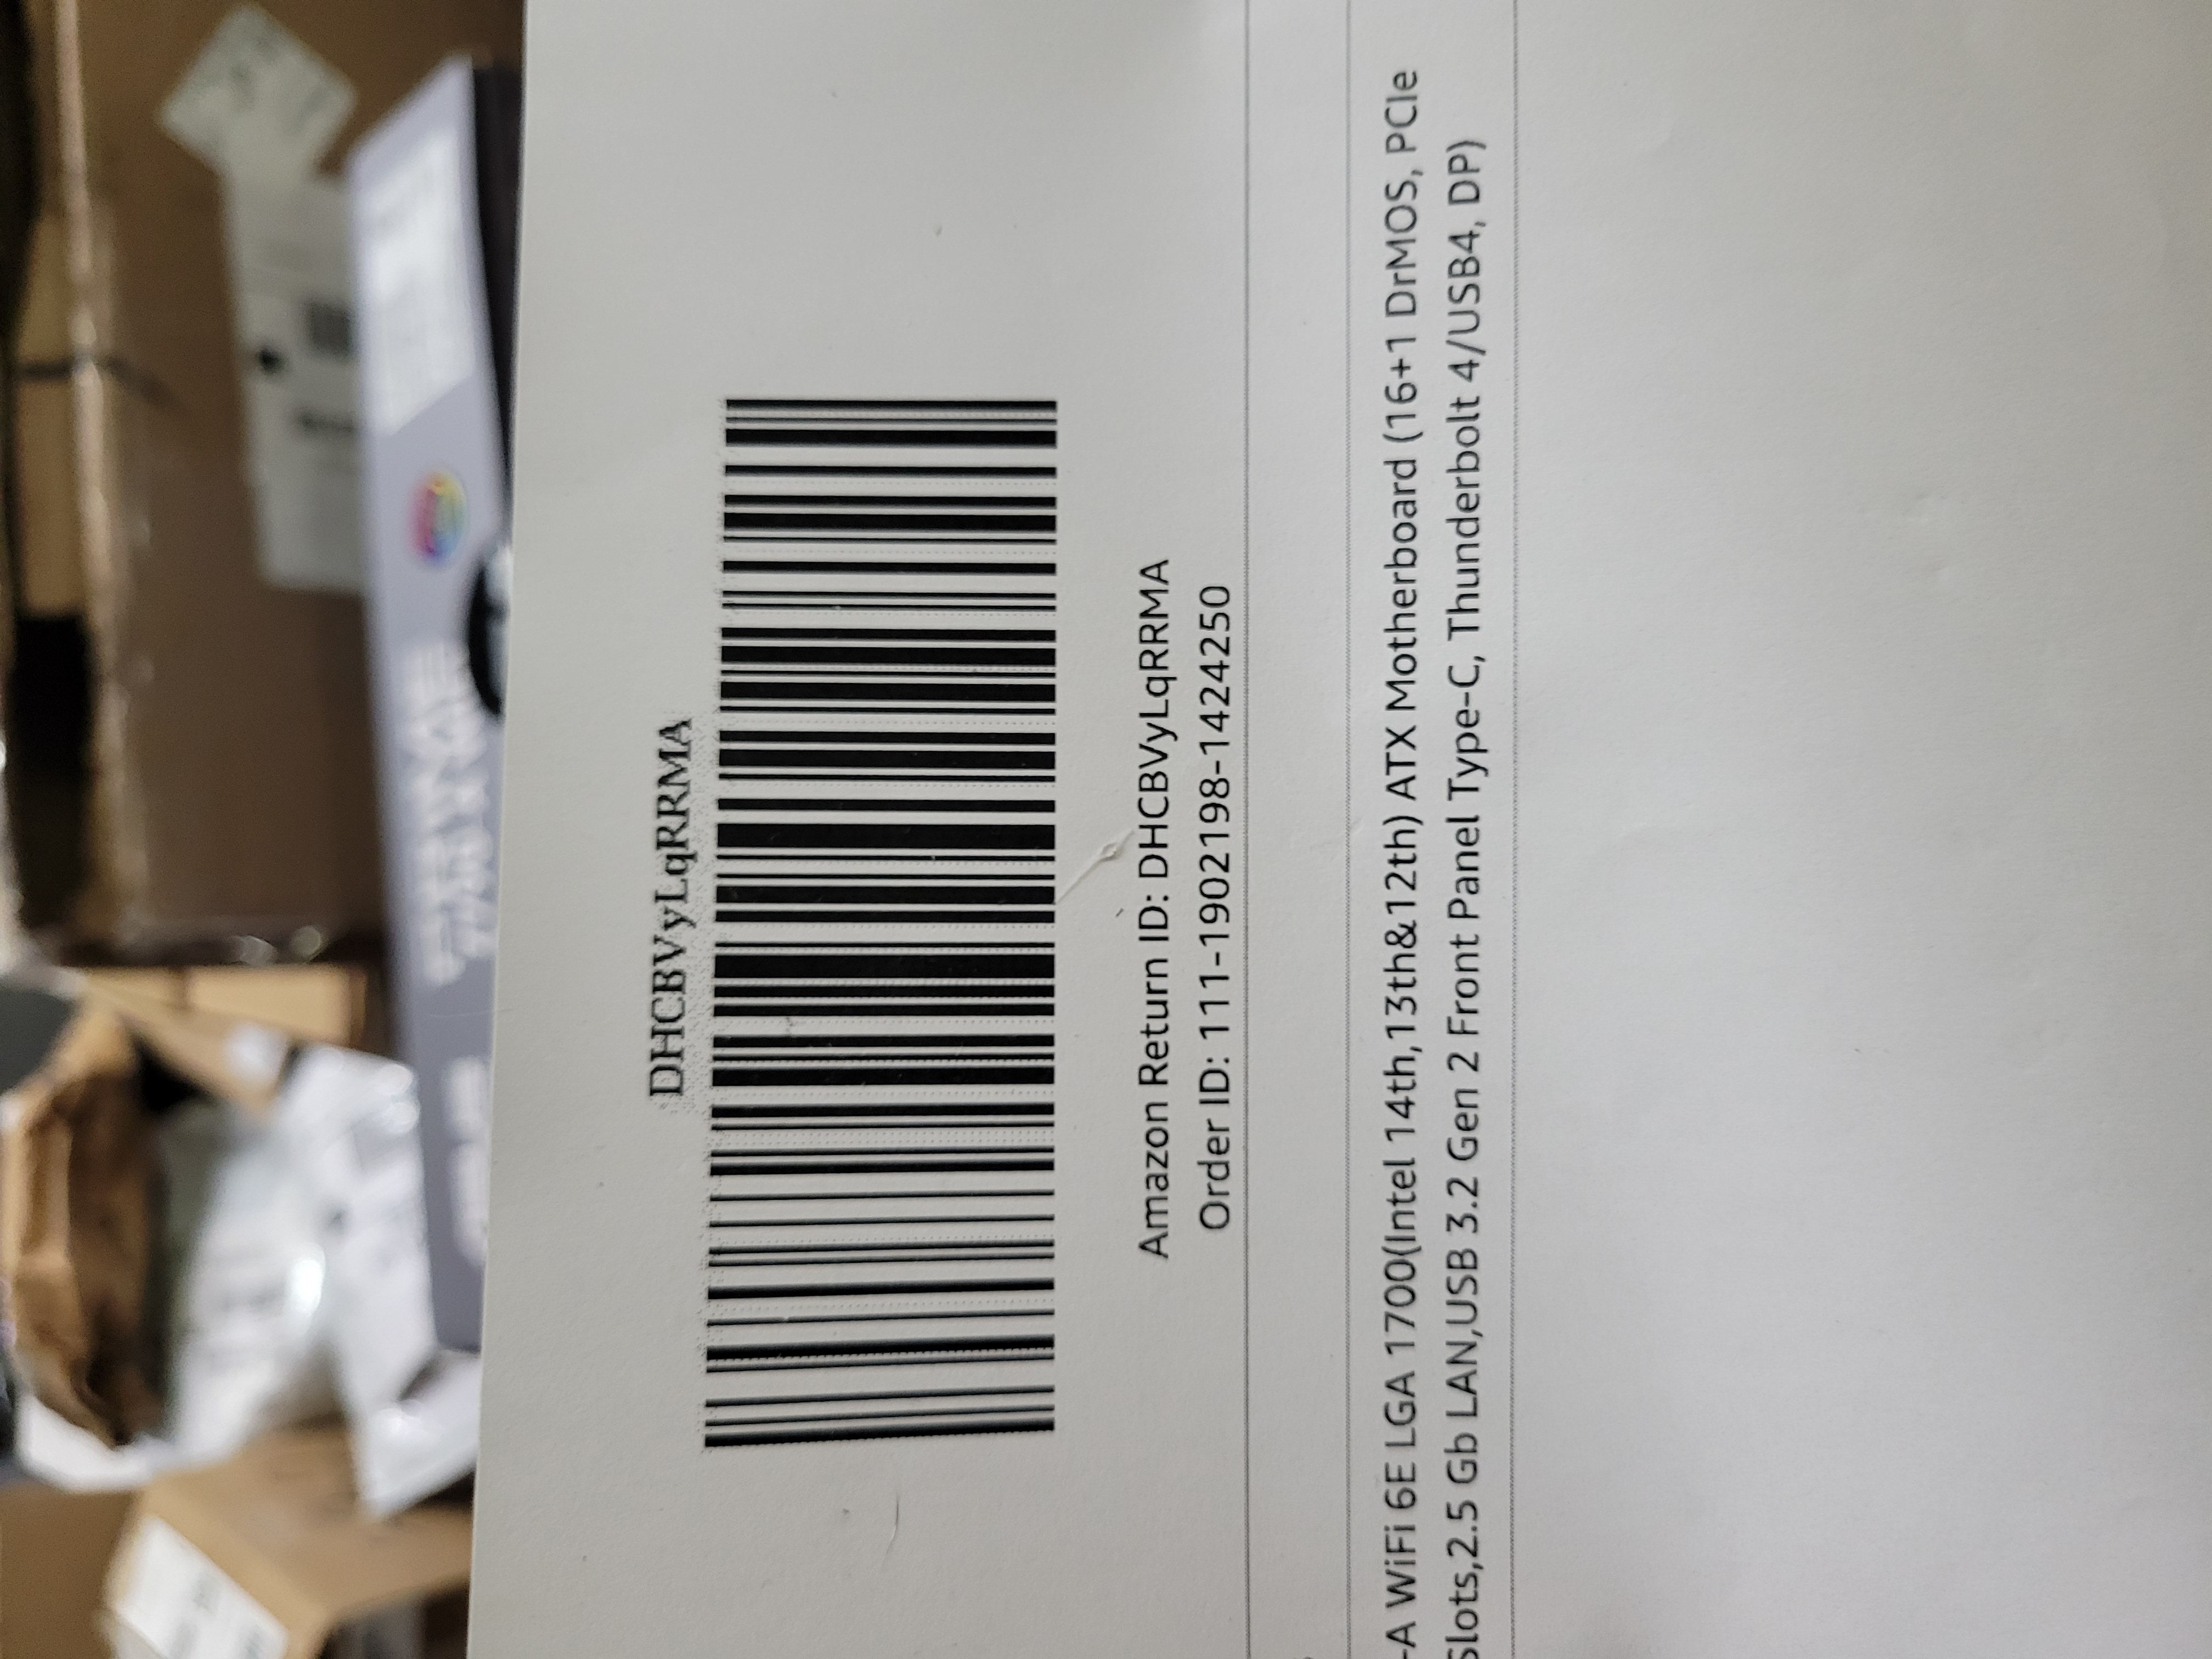 DHCBVyLqRRMA
Amazon Return ID: DHCBVyLqRRMA
Order ID: 111-1902198-1424250
-A WiFi 6E LGA 1700(Intel 14th,13th&12th) ATX Motherboard (16+1 DrMOS, PCIe
Slots,2.5 Gb LAN,USB 3.2 Gen 2 Front Panel Type-C, Thunderbolt 4/USB4, DP)